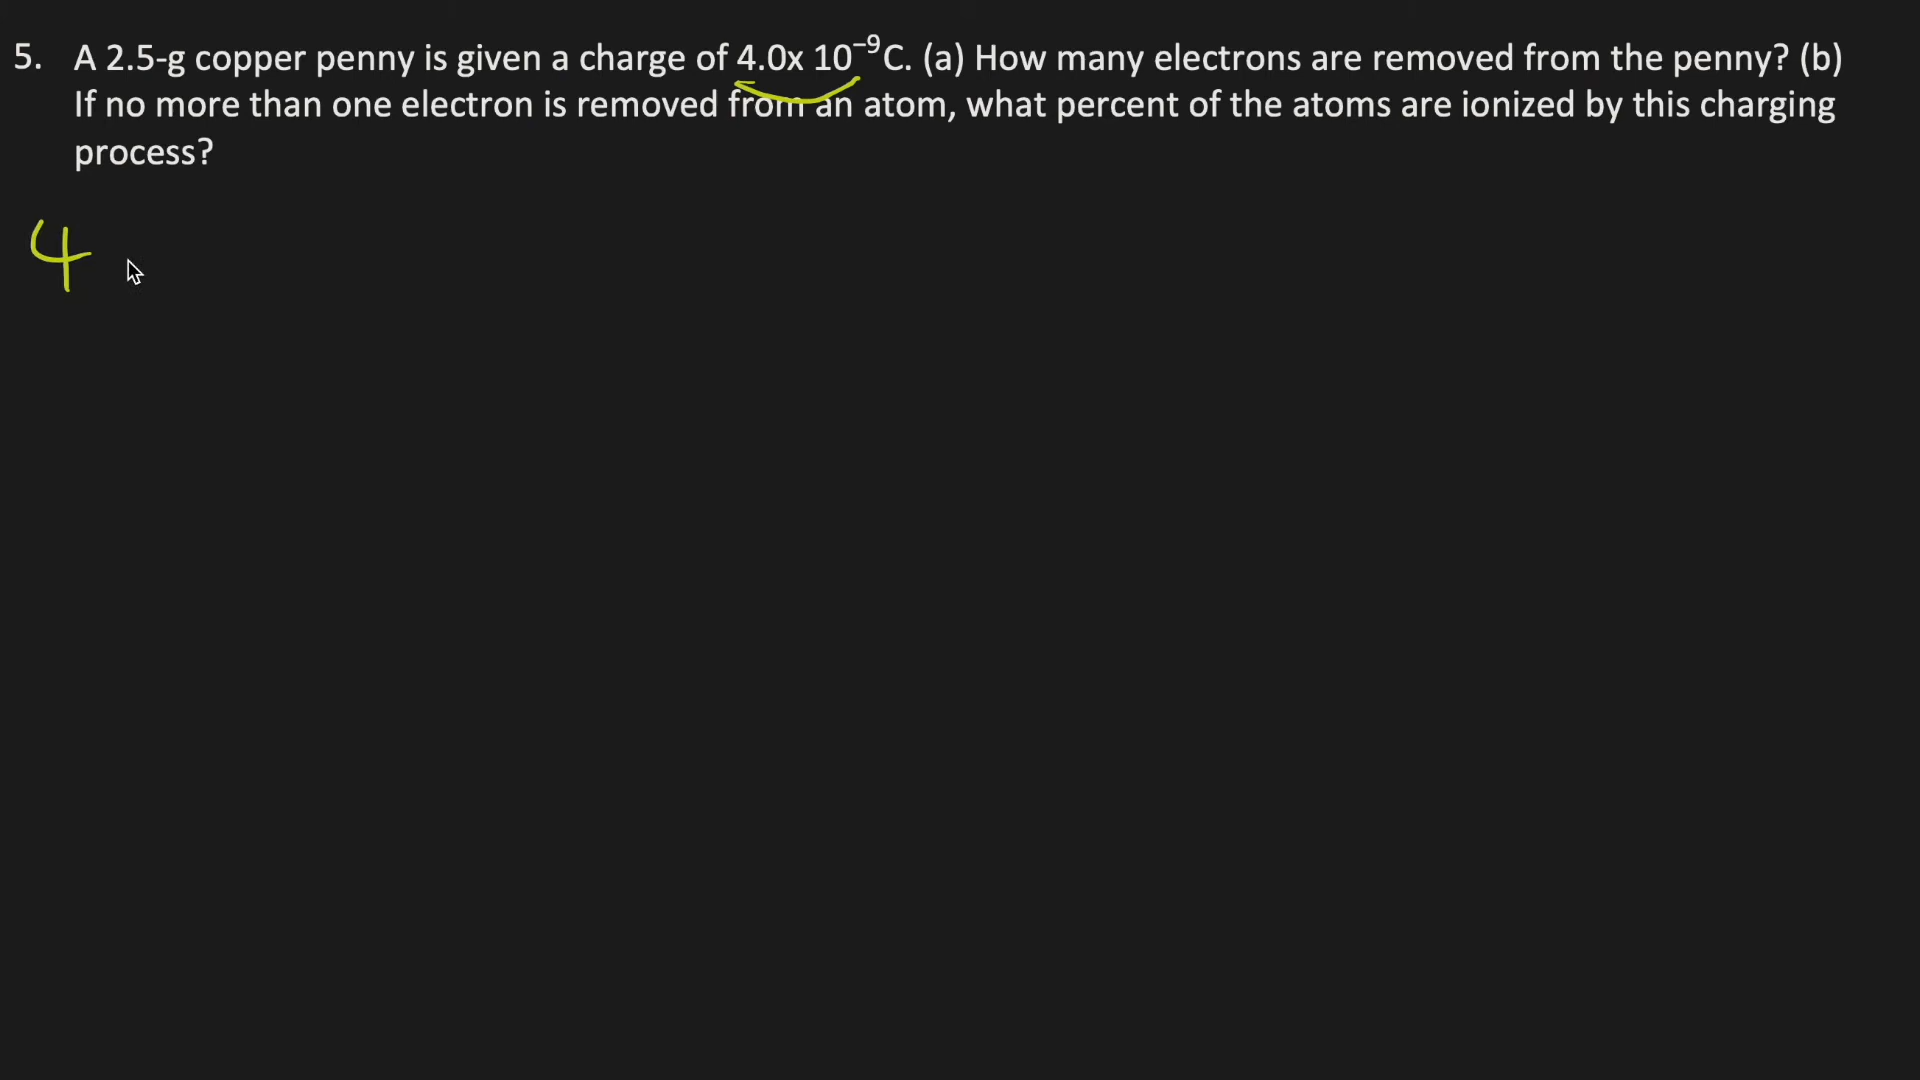 5. A 2.5-g copper penny is given a charge of 4.0x 10⁻⁹C. (a) How many electrons are removed from the penny? (b)
If no more than one electron is removed from an atom, what percent of the atoms are ionized by this charging
process?
4